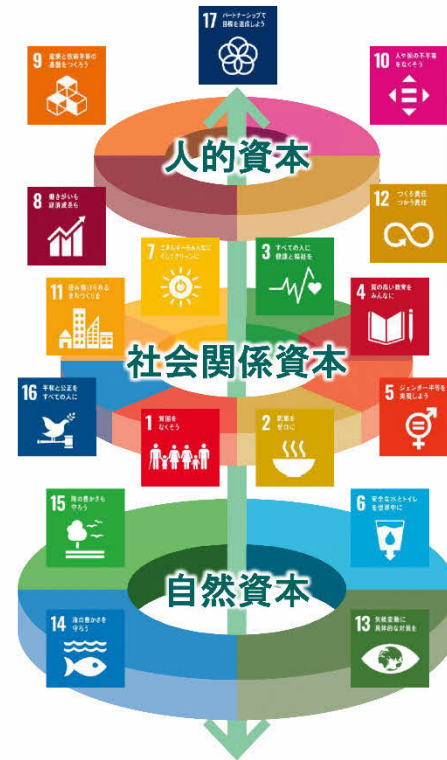 17
パートナーシップで
目標を達成しよう
9
産業と技術革新の
基盤をつくろう
10
人や国の不平等
をなくそう
人的資本
8
働きがいも
経済成長も
12
つくる責任
つかう責任
7
エネルギーをみんなに
そしてクリーンに
3
すべての人に
健康と福祉を
11
住み続けられる
まちづくりを
4
質の高い教育を
みんなに
社会関係資本
16
平和と公正を
すべての人に
5
ジェンダー平等を
実現しよう
1
貧困を
なくそう
2
飢餓を
ゼロに
15
陸の豊かさも
守ろう
6
安全な水とトイレ
を世界中に
自然資本
14
海の豊かさを
守ろう
13
気候変動に
具体的な対策を